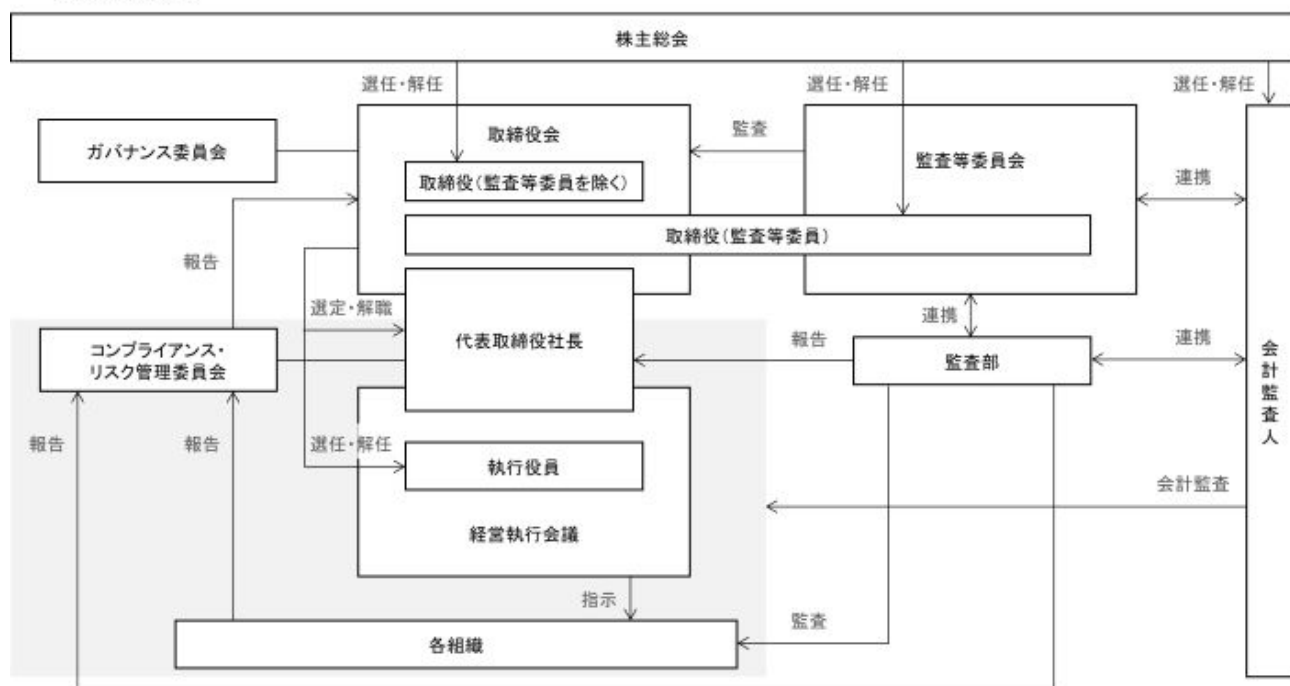 株主総会
選任・解任
選任・解任
選任・解任
ガバナンス委員会
取締役会
監査
監査等委員会
取締役(監査等委員を除く)
連携
取締役(監査等委員)
報告
選定・解職
連携
代表取締役社長
コンプライアンス・
リスク管理委員会
報告
監査部
連携
会計監査人
報告
報告
選任・解任
執行役員
会計監査
経営執行会議
指示
監査
各組織